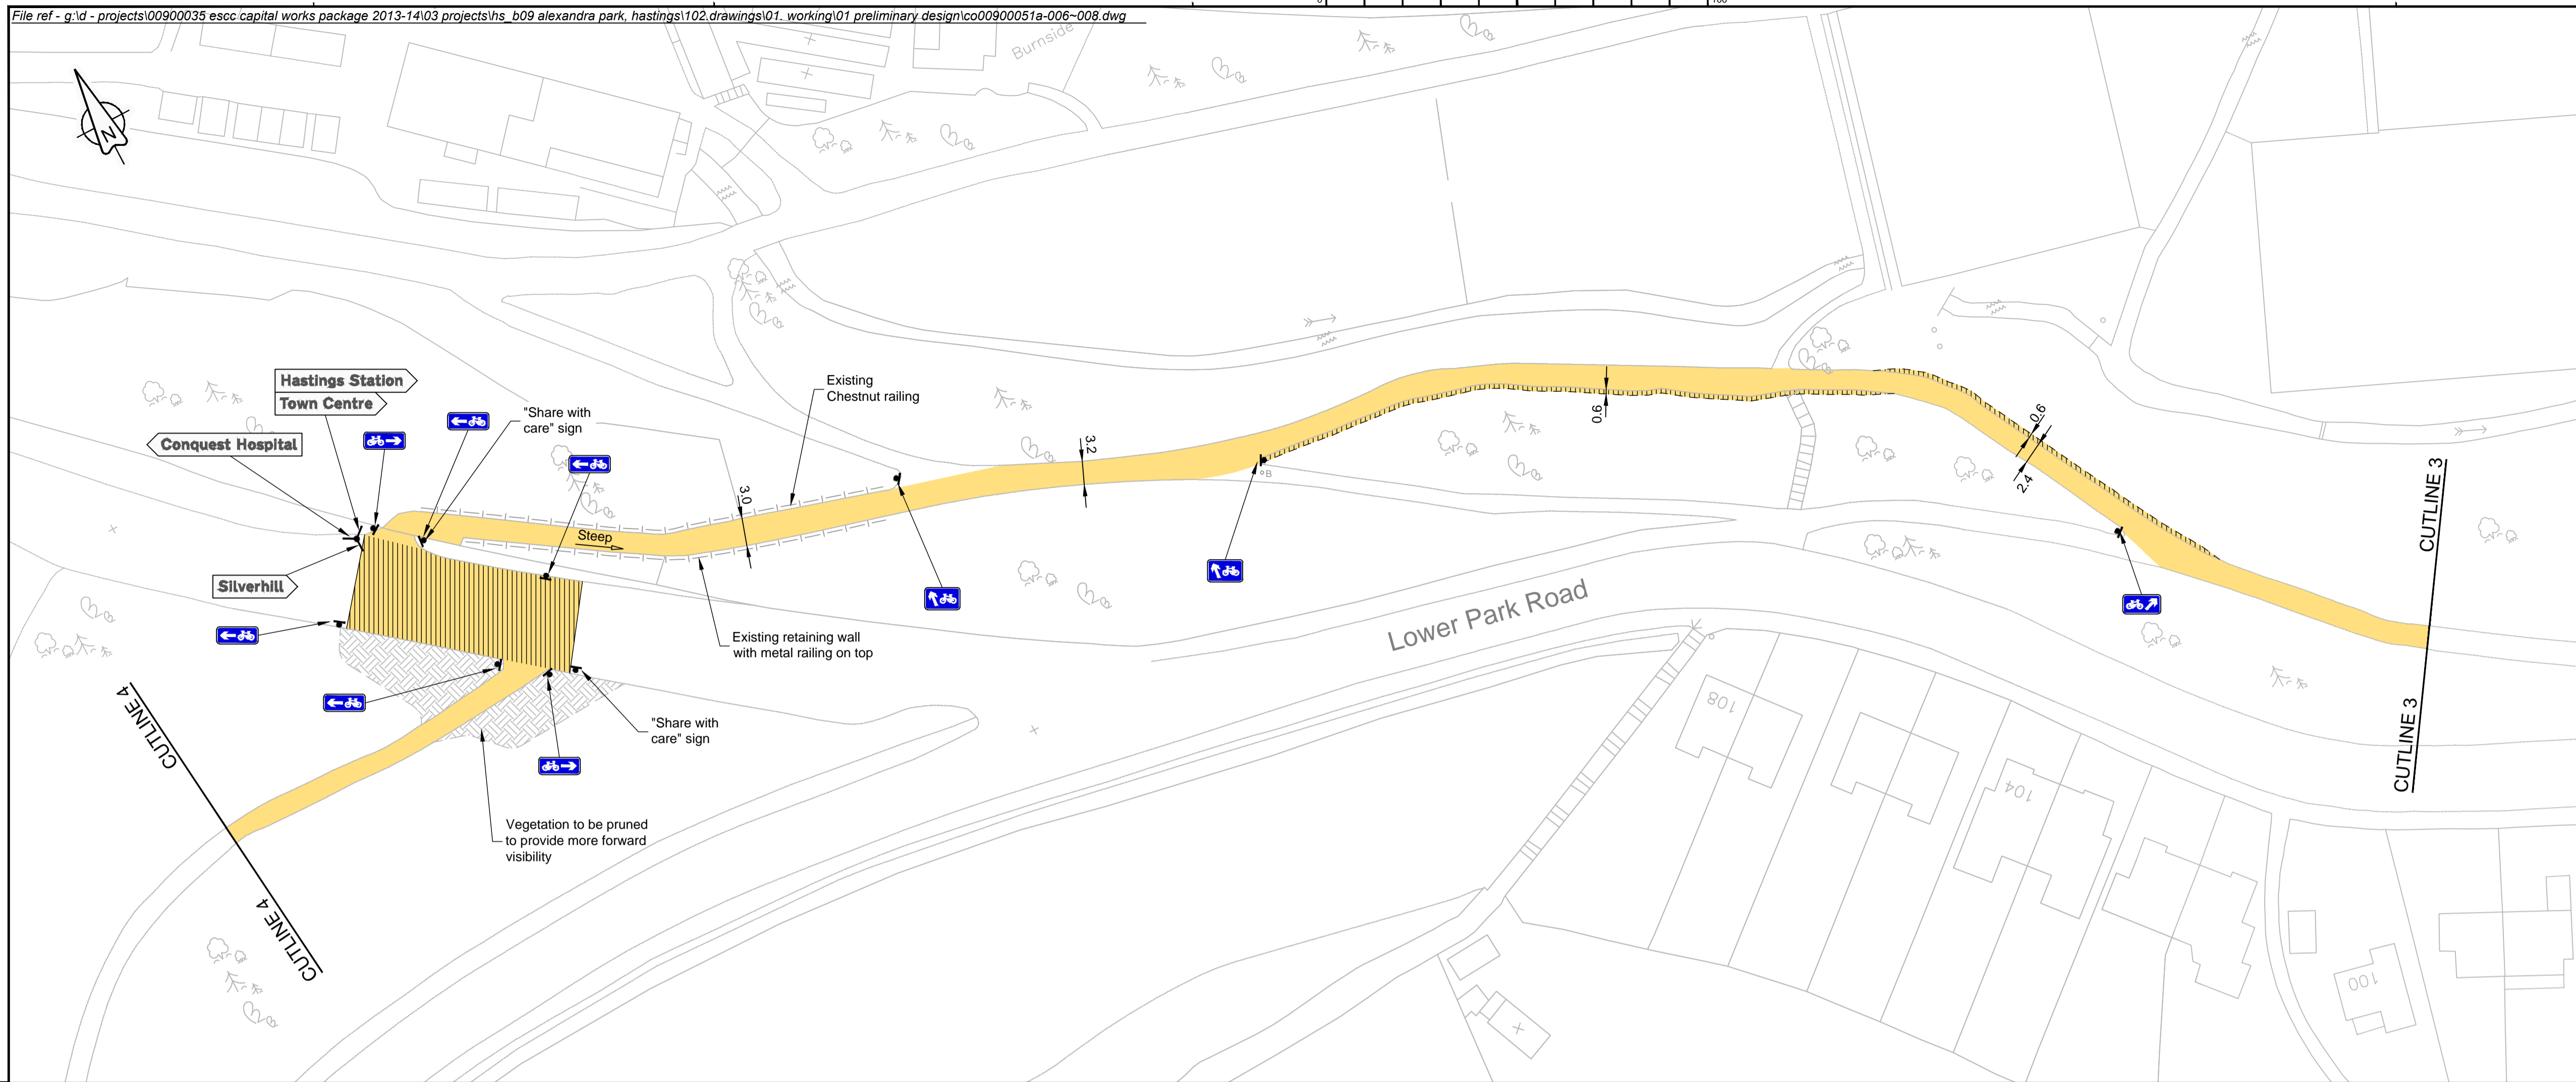 File ref - g:\d - projects\00900035 escc capital works package 2013-14\03 projects\hs_b09 alexandra park, hastings\102.drawings\01. working\01 preliminary design\co00900051a-006~008.dwg
100
Burnside
N
Hastings Station
Town Centre
Conquest Hospital
"Share with
care" sign
Existing
Chestnut railing
3.2
3.0
Steep
0.6
0.6
2.4
B
CUTLINE 3
Silverhill
Lower Park Road
Existing retaining wall
with metal railing on top
108
CUTLINE 4
"Share with
care" sign
CUTLINE 3
104
Vegetation to be pruned
to provide more forward
visibility
CUTLINE 4
100